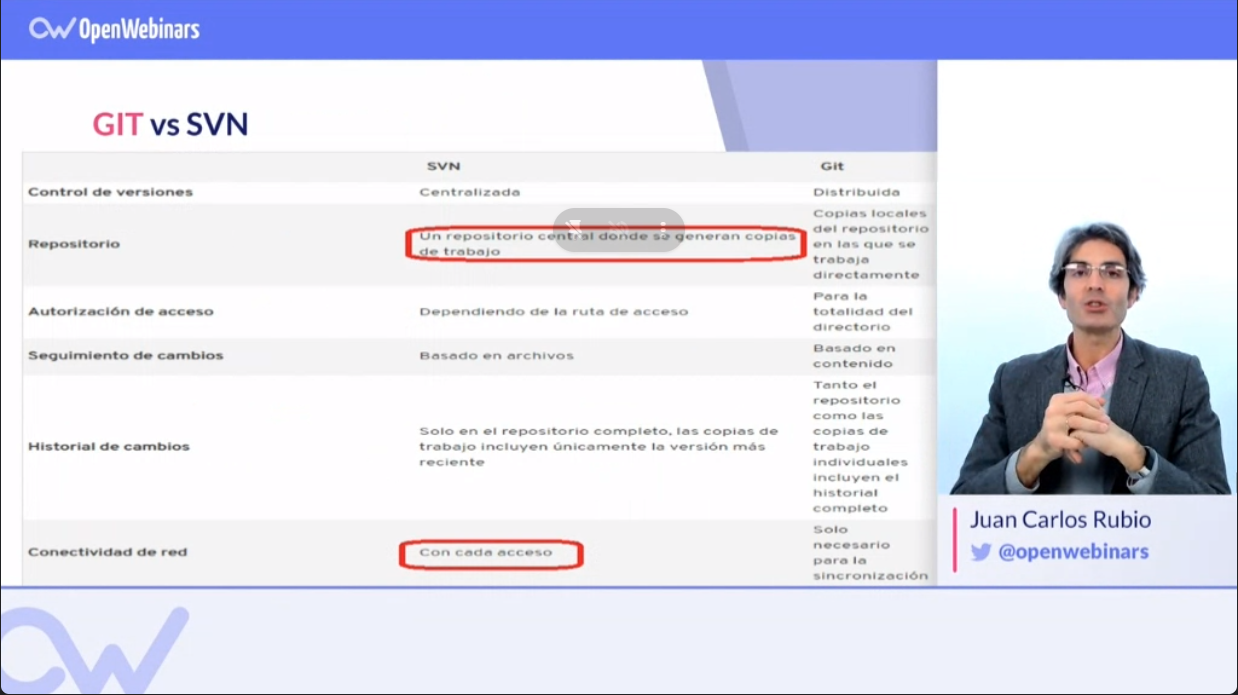 OpenWebinars
GIT vs SVN
SVN
Git
Control de versiones
Centralizada
Distribuida
Repositorio
Un repositorio central donde se generan copias
de trabajo
Copias locales
del repositorio
en las que se
trabaja
directamente
Autorización de acceso
Dependiendo de la ruta de acceso
Para la
totalidad del
directorio
Seguimiento de cambios
Basado en archivos
Basado en
contenido
Historial de cambios
Solo en el repositorio completo, las copias de
trabajo incluyen únicamente la versión más
reciente
Tanto el
repositorio
como las
copias de
trabajo
individuales
incluyen el
historial
completo
Conectividad de red
Con cada acceso
Solo
necesario
para la
sincronización
Juan Carlos Rubio
@openwebinars